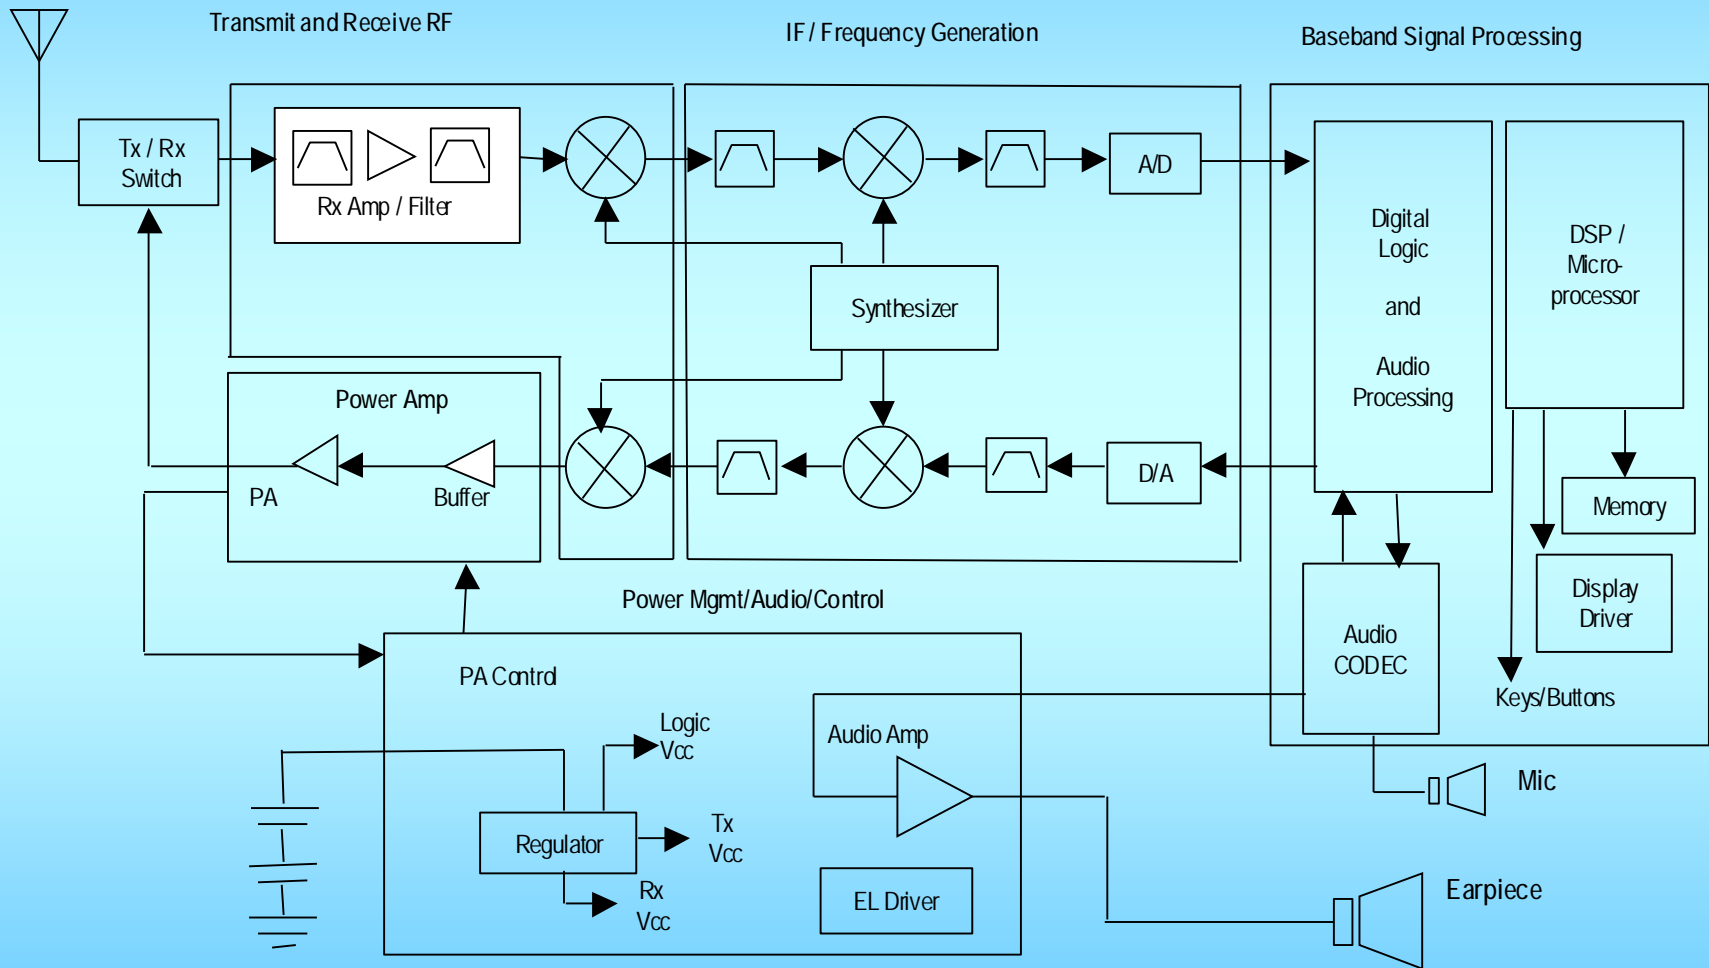 Transmit and Receive RF
IF / Frequency Generation
Baseband Signal Processing
Tx / Rx
Switch
Rx Amp / Filter
A/D
Digital
Logic
and
Audio
Processing
DSP /
Micro-
processor
Synthesizer
Power Amp
PA
Buffer
D/A
Memory
Display
Driver
Keys/Buttons
Audio
CODEC
Power Mgmt/Audio/Control
PA Control
Logic
Vcc
Audio Amp
Regulator
Tx
Vcc
Rx
Vcc
EL Driver
Mic
Earpiece